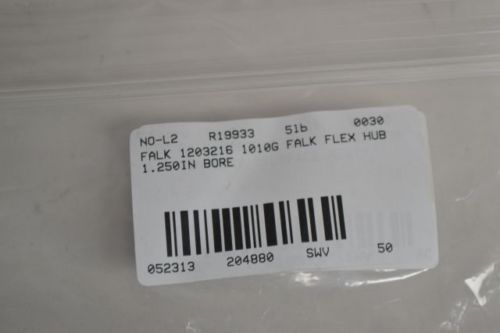 NO-L2 R19933 5lb 0030
FALK 1203216 1010G FALK FLEX HUB
1.250IN BORE
052313 204880 SWV 50